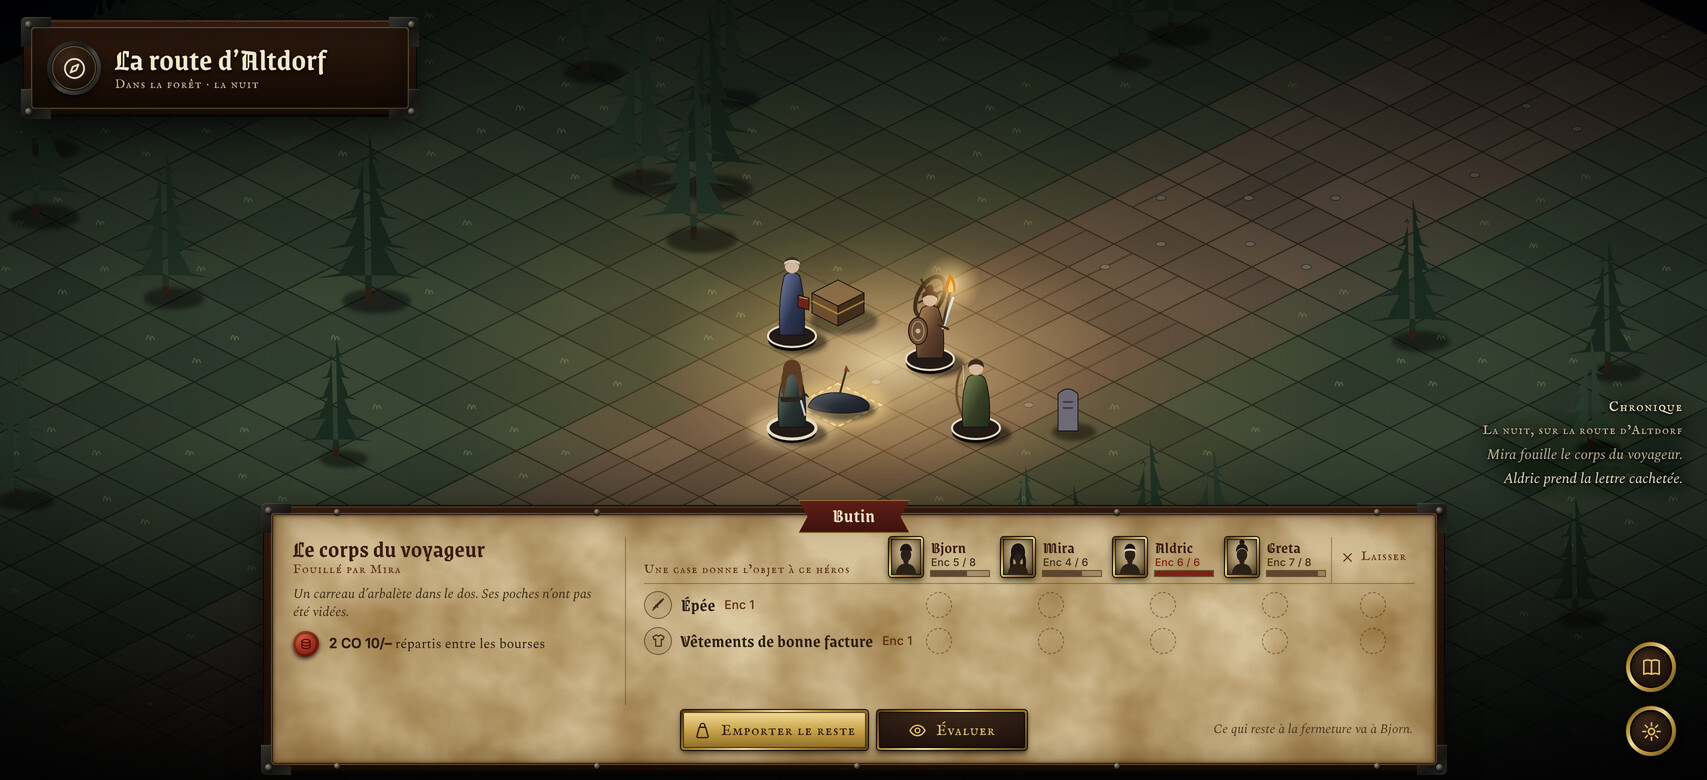 La route d'Altdorf
Dans la forêt · la nuit
Chronique
La nuit, sur la route d'Altdorf
Mira fouille le corps du voyageur.
Aldric prend la lettre cachetée.
Butin
Le corps du voyageur
Fouillé par Mira
Un carreau d'arbalète dans le dos. Ses poches n'ont pas
été vidées.
2 CO 10/– répartis entre les bourses
Une case donne l'objet à ce héros
Bjorn
Enc 5 / 8
Mira
Enc 4 / 6
Aldric
Enc 6 / 6
Greta
Enc 7 / 8
× Laisser
Épée Enc 1
Vêtements de bonne facture Enc 1
Emporter le reste
Évaluer
Ce qui reste à la fermeture va à Bjorn.